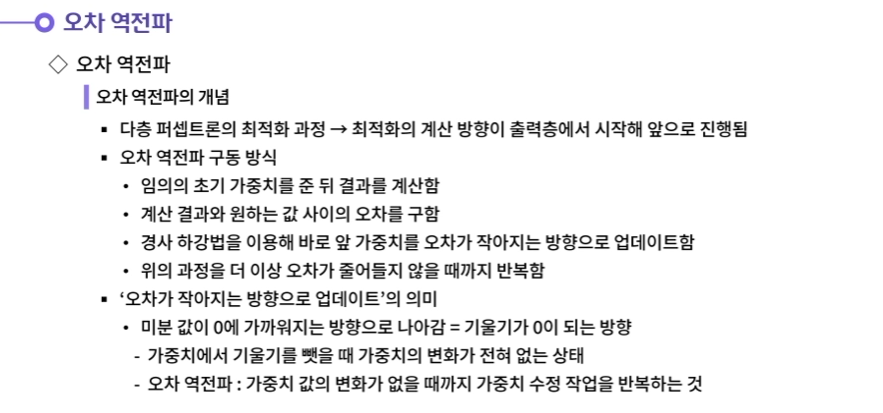 오차 역전파
◇ 오차 역전파
오차 역전파의 개념
▪ 다층 퍼셉트론의 최적화 과정 → 최적화의 계산 방향이 출력층에서 시작해 앞으로 진행됨
▪ 오차 역전파 구동 방식
• 임의의 초기 가중치를 준 뒤 결과를 계산함
• 계산 결과와 원하는 값 사이의 오차를 구함
• 경사 하강법을 이용해 바로 앞 가중치를 오차가 작아지는 방향으로 업데이트함
• 위의 과정을 더 이상 오차가 줄어들지 않을 때까지 반복함
▪ ‘오차가 작아지는 방향으로 업데이트’의 의미
• 미분 값이 0에 가까워지는 방향으로 나아감 = 기울기가 0이 되는 방향
- 가중치에서 기울기를 뺏을 때 가중치의 변화가 전혀 없는 상태
- 오차 역전파 : 가중치 값의 변화가 없을 때까지 가중치 수정 작업을 반복하는 것